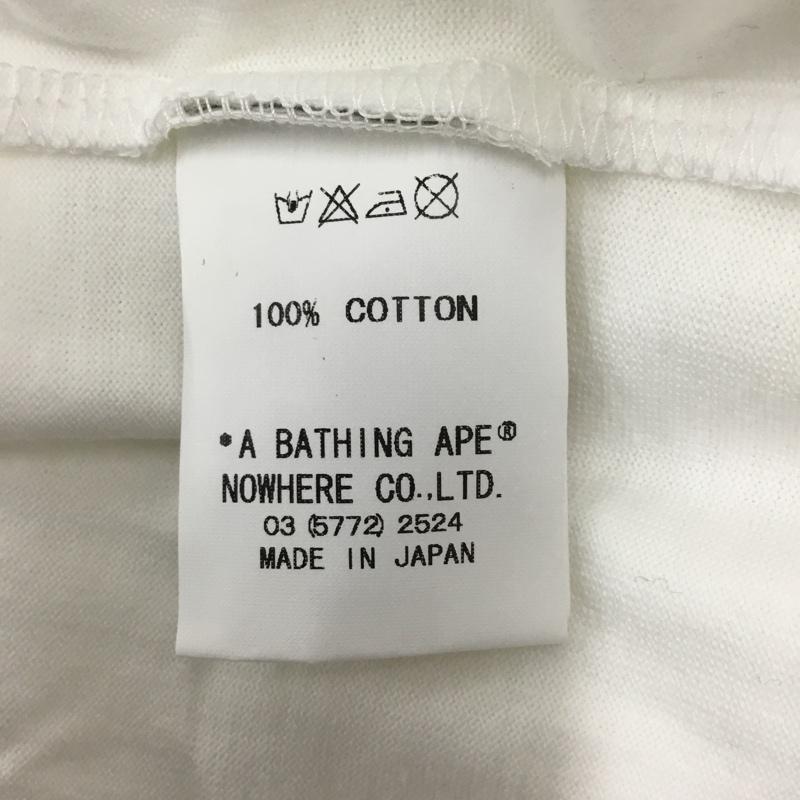 100% COTTON
*A BATHING APE®
NOWHERE CO.,LTD.
03 (5772) 2524
MADE IN JAPAN